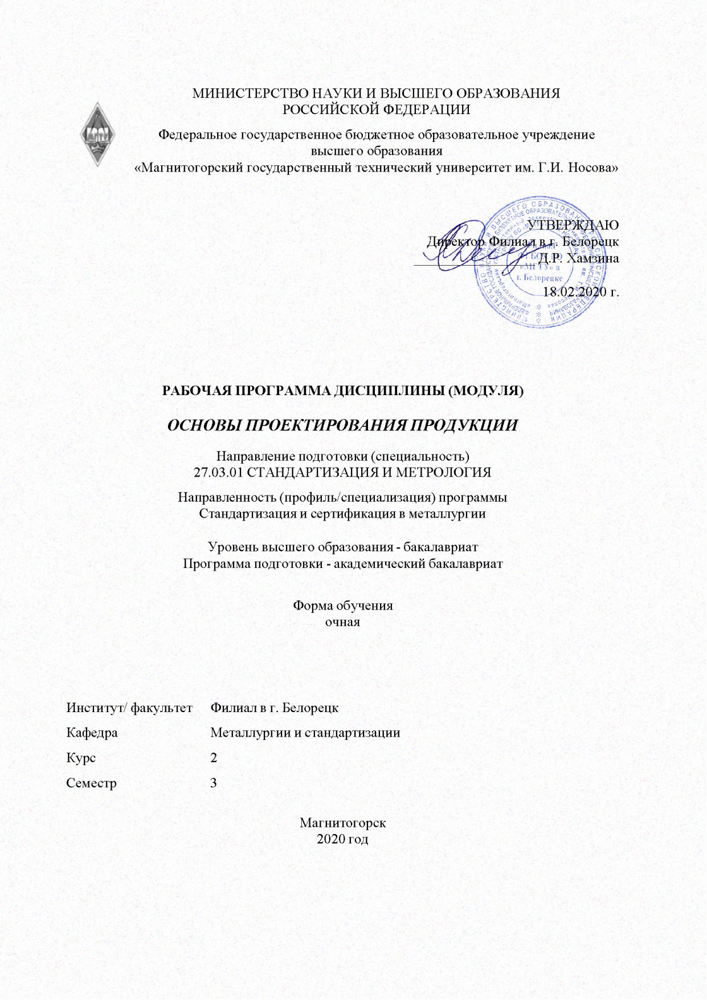 МИНИСТЕРСТВО НАУКИ И ВЫСШЕГО ОБРАЗОВАНИЯ
РОССИЙСКОЙ ФЕДЕРАЦИИ
Федеральное государственное бюджетное образовательное учреждение
высшего образования
«Магнитогорский государственный технический университет им. Г.И. Носова»
МГТУ
УТВЕРЖДАЮ
Директор Филиал в г. Белорецк
Д.Р. Хамзина
«МГТУ» в
г. Белорецке
18.02.2020 г.
РАБОЧАЯ ПРОГРАММА ДИСЦИПЛИНЫ (МОДУЛЯ)
ОСНОВЫ ПРОЕКТИРОВАНИЯ ПРОДУКЦИИ
Направление подготовки (специальность)
27.03.01 СТАНДАРТИЗАЦИЯ И МЕТРОЛОГИЯ
Направленность (профиль/специализация) программы
Стандартизация и сертификация в металлургии
Уровень высшего образования - бакалавриат
Программа подготовки - академический бакалавриат
Форма обучения
очная
Институт/ факультет Филиал в г. Белорецк
Кафедра Металлургии и стандартизации
Курс 2
Семестр 3
Магнитогорск
2020 год